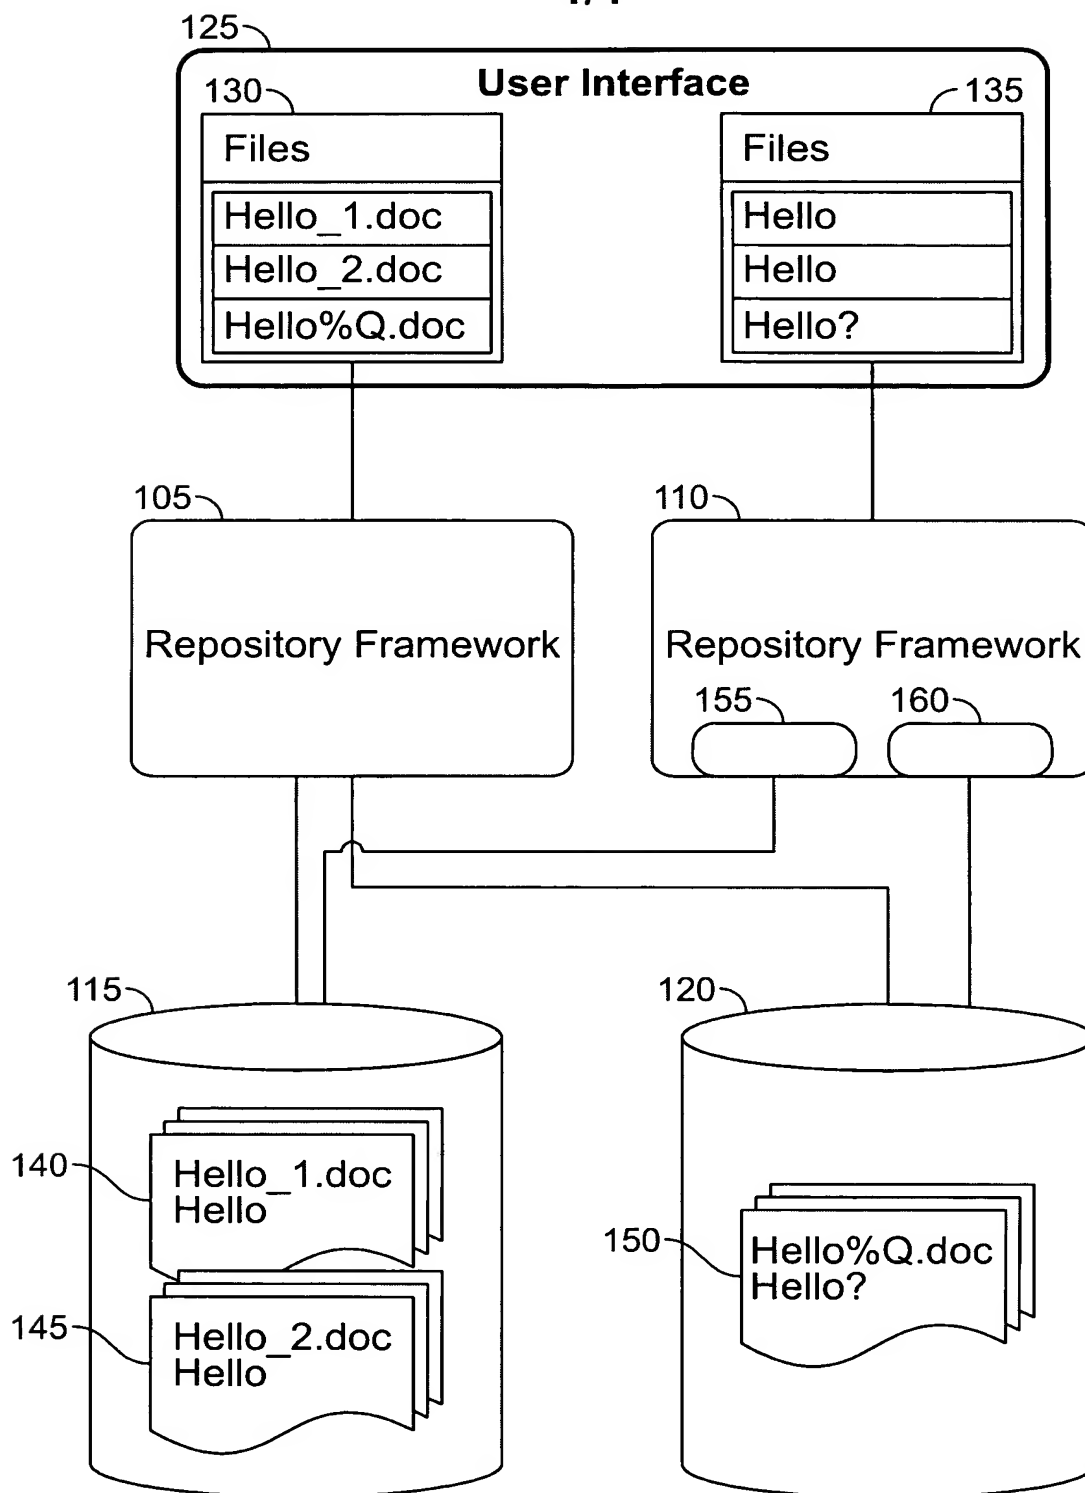 125
User Interface
130
135
Files
Hello_1.doc
Hello_2.doc
Hello%Q.doc
Files
Hello
Hello
Hello?
105
110
Repository Framework
Repository Framework
155
160
115
120
140
Hello_1.doc
Hello
145
Hello_2.doc
Hello
150
Hello%Q.doc
Hello?